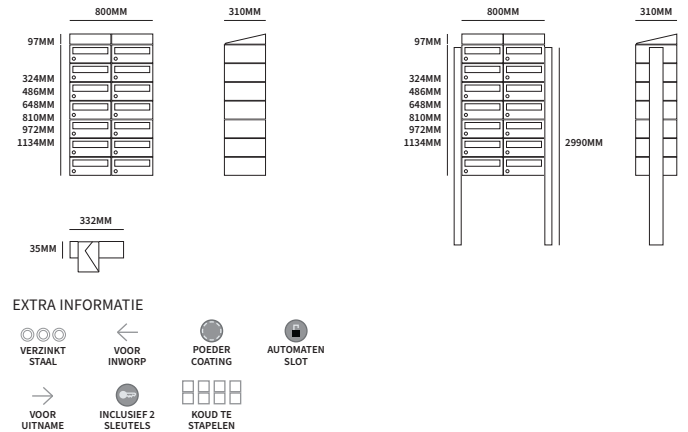 800MM
310MM
97MM
324MM
486MM
648MM
810MM
972MM
1134MM
800MM
310MM
97MM
324MM
486MM
648MM
810MM
972MM
1134MM
2990MM
332MM
35MM
EXTRA INFORMATIE
VERZINKT
STAAL
VOOR
INWORP
POEDER
COATING
AUTOMATEN
SLOT
VOOR
UITNAME
INCLUSIEF 2
SLEUTELS
KOUD TE
STAPELEN